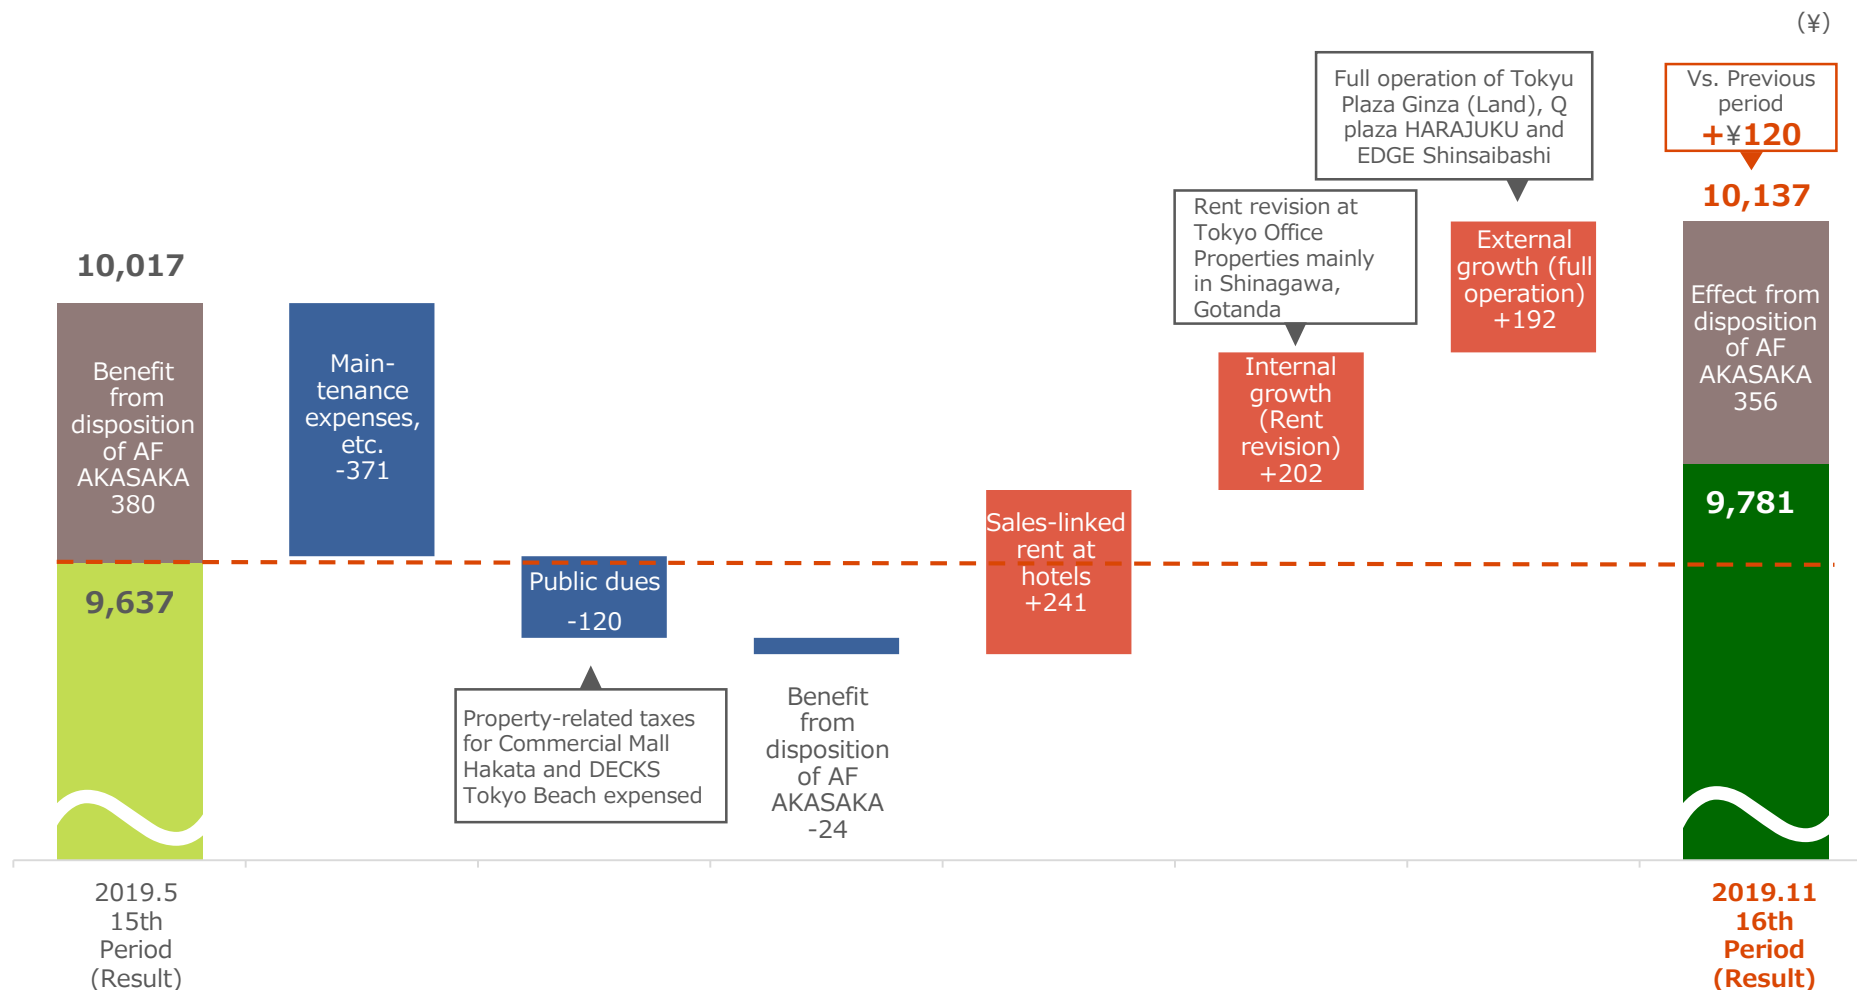 (¥)
10,017
Benefit
from
disposition
of AF
AKASAKA
380
9,637
2019.5
15th
Period
(Result)
Main-
tenance
expenses,
etc.
-371
Public dues
-120
Property-related taxes
for Commercial Mall
Hakata and DECKS
Tokyo Beach expensed
Benefit
from
disposition
of AF
AKASAKA
-24
Sales-linked
rent at
hotels
+241
Rent revision at
Tokyo Office
Properties mainly
in Shinagawa,
Gotanda
Internal
growth
(Rent
revision)
+202
Full operation of Tokyu
Plaza Ginza (Land), Q
plaza HARAJUKU and
EDGE Shinsaibashi
External
growth (full
operation)
+192
Vs. Previous
period
+¥120
10,137
Effect from
disposition
of AF
AKASAKA
356
9,781
2019.11
16th
Period
(Result)